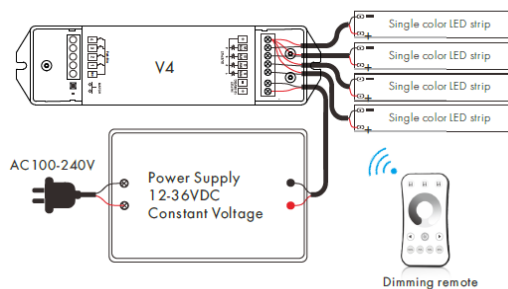 Single color LED strip
Single color LED strip
Single color LED strip
Single color LED strip
V4
AC100-240V
Power Supply
12-36VDC
Constant Voltage
Dimming remote